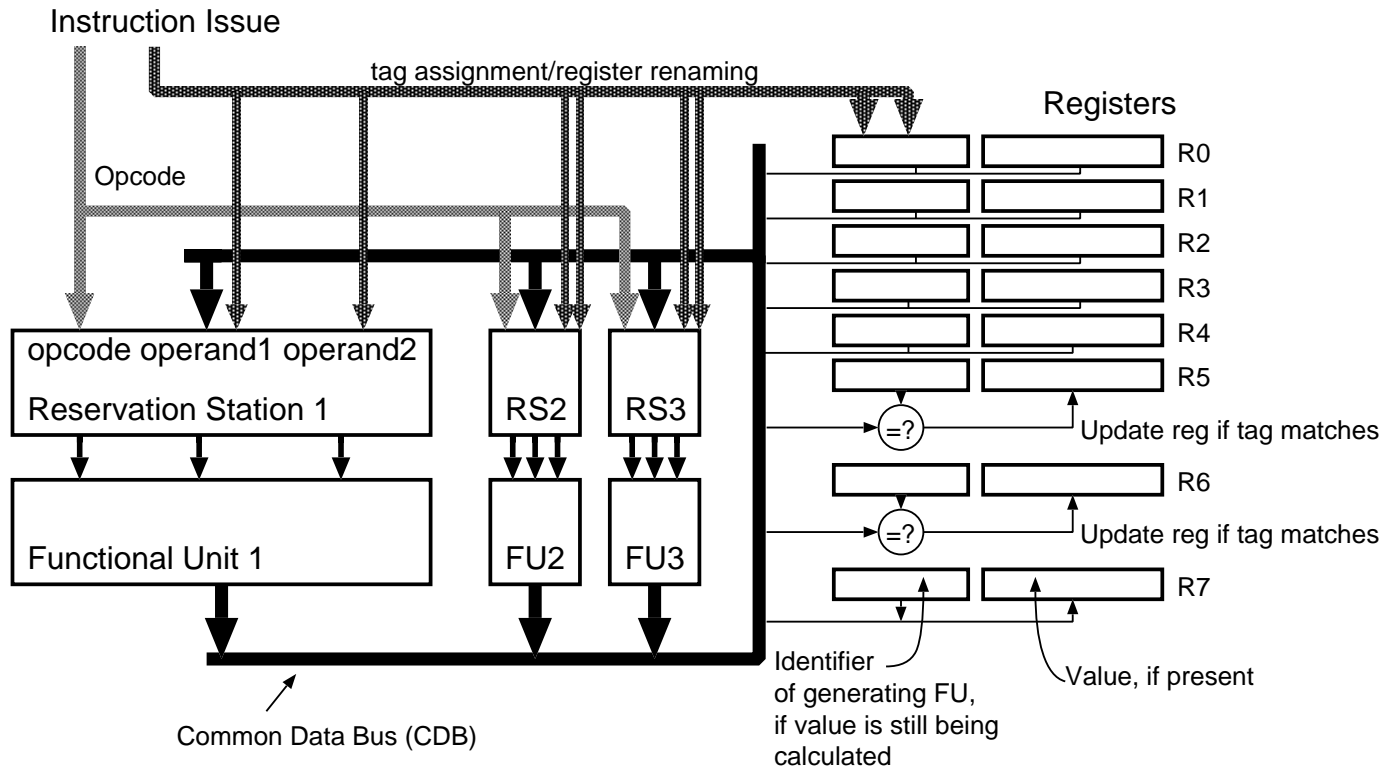 Instruction Issue
tag assignment/register renaming
Registers
R0
Opcode
R1
R2
R3
R4
opcode operand1 operand2
R5
Reservation Station 1
RS2
RS3
=?
Update reg if tag matches
R6
=?
Update reg if tag matches
Functional Unit 1
FU2
FU3
R7
Identifier
of generating FU,
if value is still being
calculated
Value, if present
Common Data Bus (CDB)